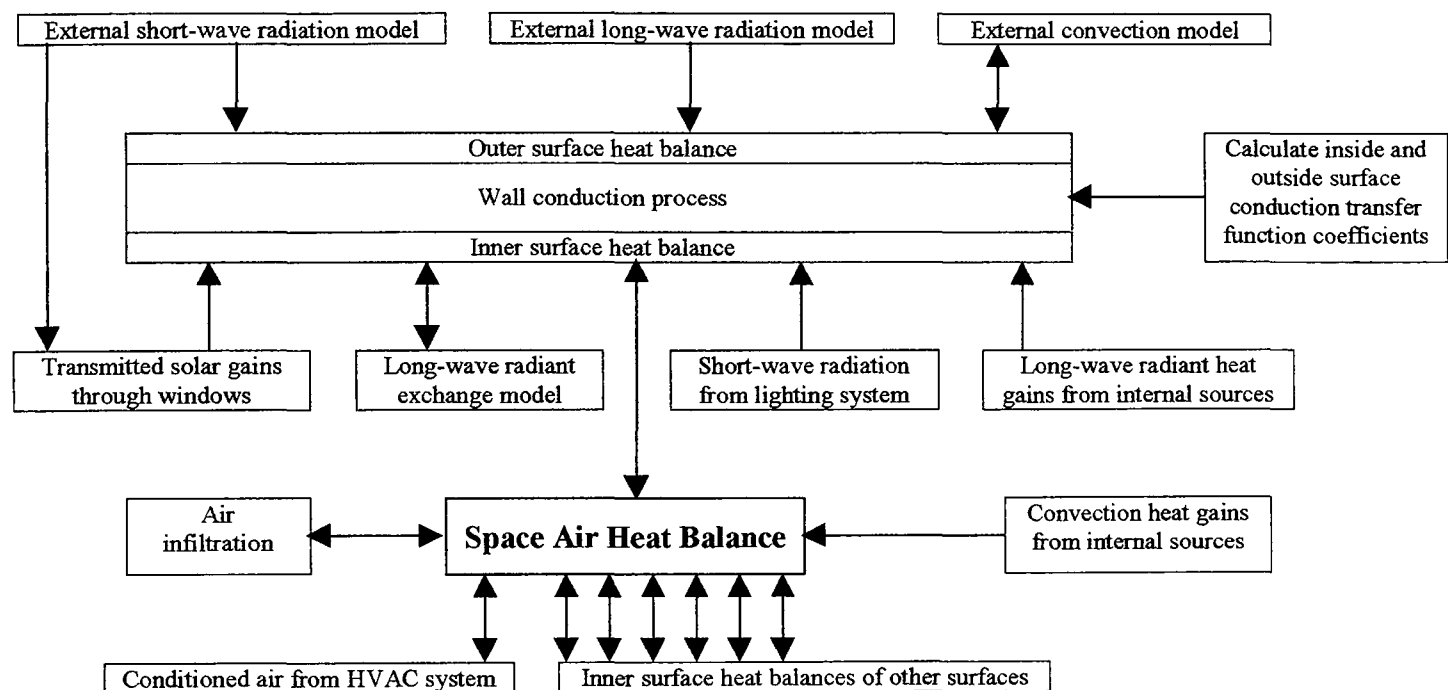 External short-wave radiation model
External long-wave radiation model
External convection model
Outer surface heat balance
Wall conduction process
Inner surface heat balance
Calculate inside and
outside surface
conduction transfer
function coefficients
Transmitted solar gains
through windows
Long-wave radiant
exchange model
Short-wave radiation
from lighting system
Long-wave radiant heat
gains from internal sources
Air
infiltration
Space Air Heat Balance
Convection heat gains
from internal sources
Conditioned air from HVAC system
Inner surface heat balances of other surfaces